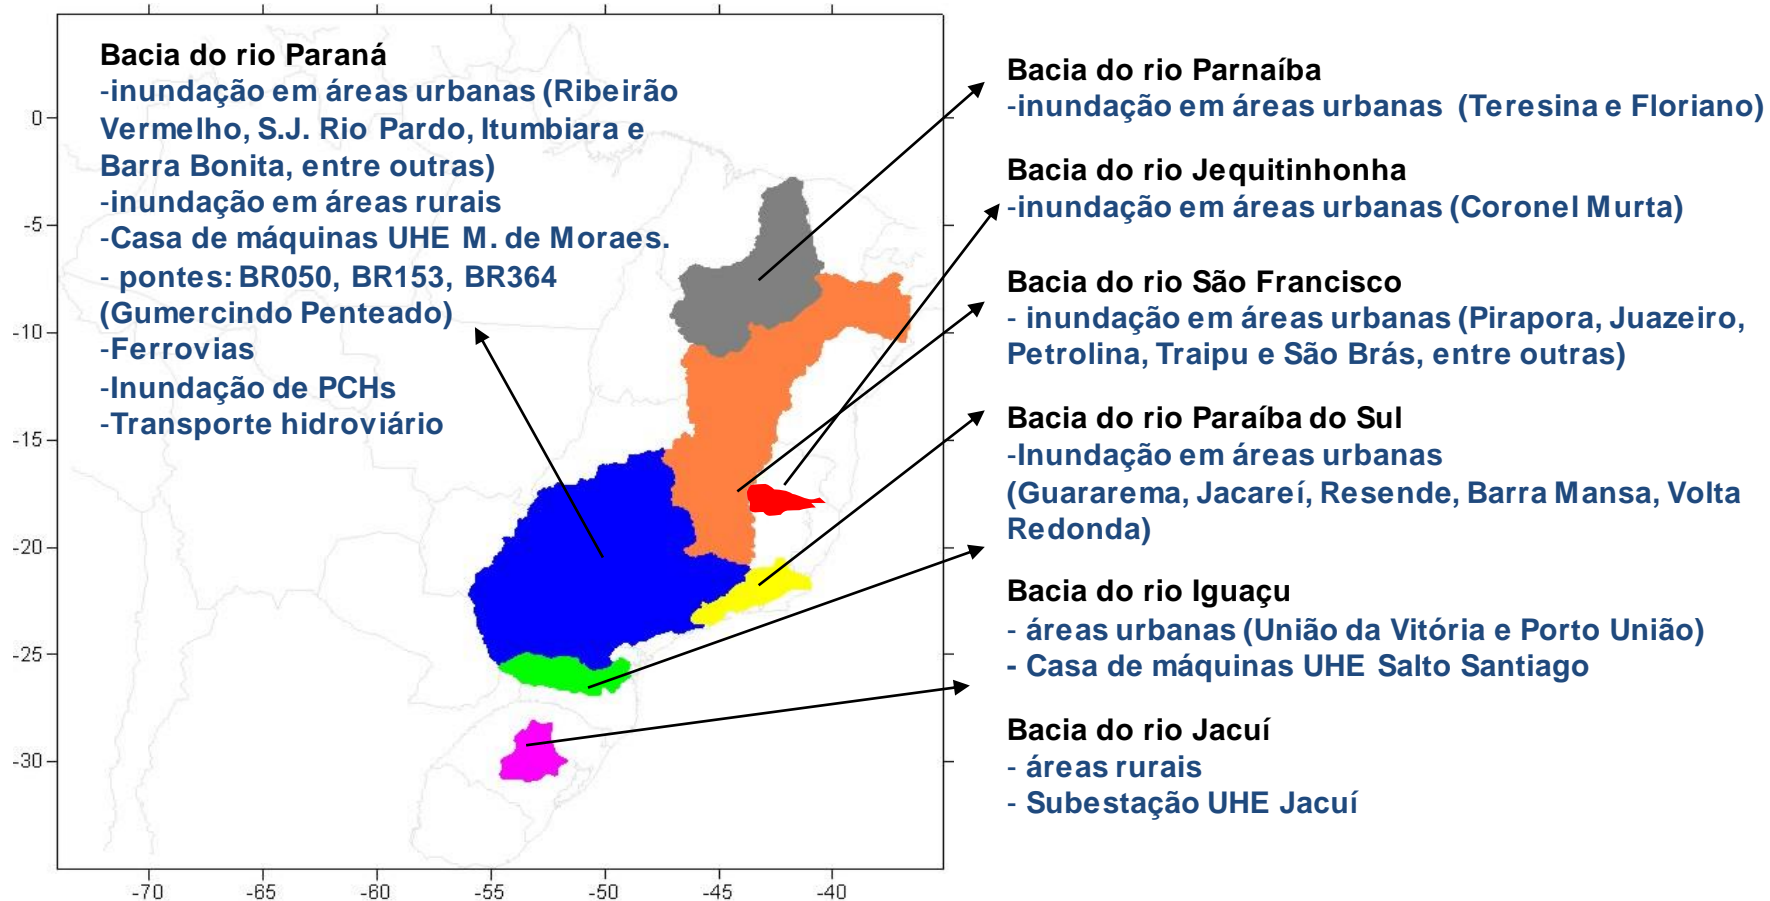 Bacia do rio Paraná
-inundação em áreas urbanas (Ribeirão
Vermelho, S.J. Rio Pardo, Itumbiara e
Barra Bonita, entre outras)
-inundação em áreas rurais
-Casa de máquinas UHE M. de Moraes.
- pontes: BR050, BR153, BR364
(Gumercindo Penteado)
-Ferrovias
-Inundação de PCHs
-Transporte hidroviário
Bacia do rio Parnaíba
-inundação em áreas urbanas (Teresina e Floriano)
Bacia do rio Jequitinhonha
-inundação em áreas urbanas (Coronel Murta)
Bacia do rio São Francisco
- inundação em áreas urbanas (Pirapora, Juazeiro,
Petrolina, Traipu e São Brás, entre outras)
Bacia do rio Paraíba do Sul
-Inundação em áreas urbanas
(Guararema, Jacareí, Resende, Barra Mansa, Volta
Redonda)
Bacia do rio Iguaçu
- áreas urbanas (União da Vitória e Porto União)
- Casa de máquinas UHE Salto Santiago
Bacia do rio Jacuí
- áreas rurais
- Subestação UHE Jacuí
0
-5
-10
-15
-20
-25
-30
-70 -65 -60 -55 -50 -45 -40